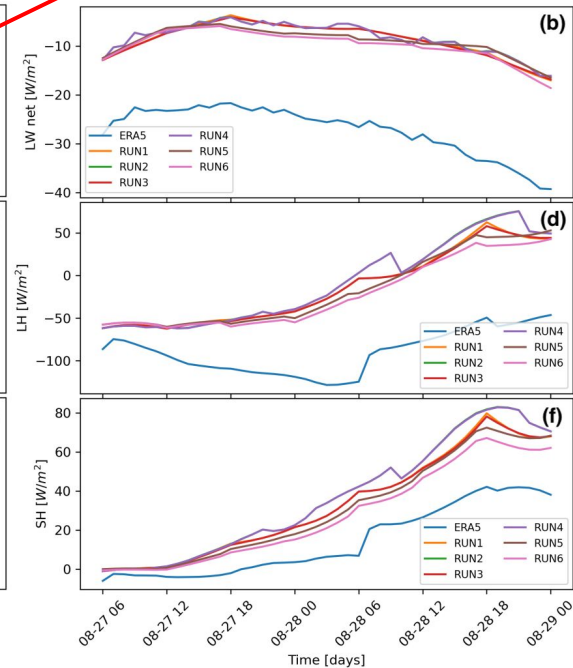 (b)
LW net [W/m²]
−10
−20
−30
−40
ERA5 RUN4
RUN1 RUN5
RUN2 RUN6
RUN3
(d)
LH [W/m²]
50
0
−50
−100
ERA5 RUN4
RUN1 RUN5
RUN2 RUN6
RUN3
(f)
SH [W/m²]
80
60
40
20
0
ERA5 RUN4
RUN1 RUN5
RUN2 RUN6
RUN3
08-27 06 08-27 12 08-27 18 08-28 00 08-28 06 08-28 12 08-28 18 08-29 00
Time [days]